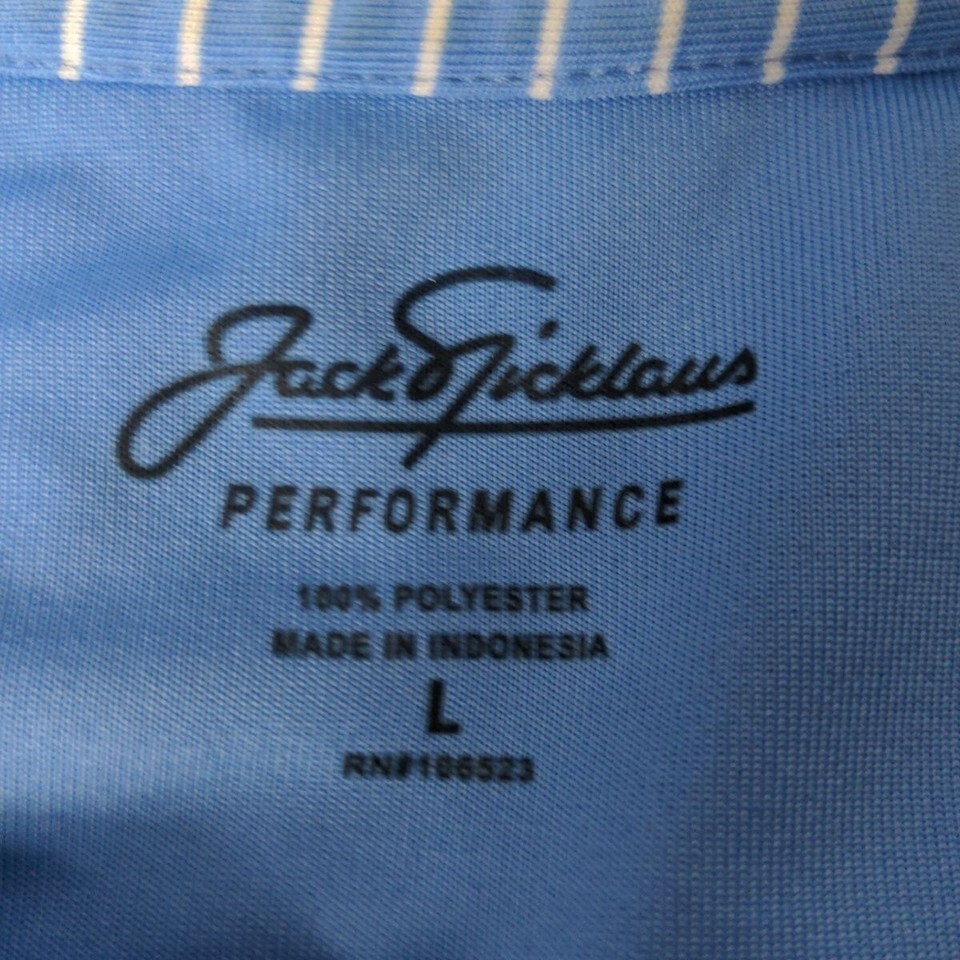 Jack Nicklaus
PERFORMANCE
100% POLYESTER
MADE IN INDONESIA
L
RN#106523